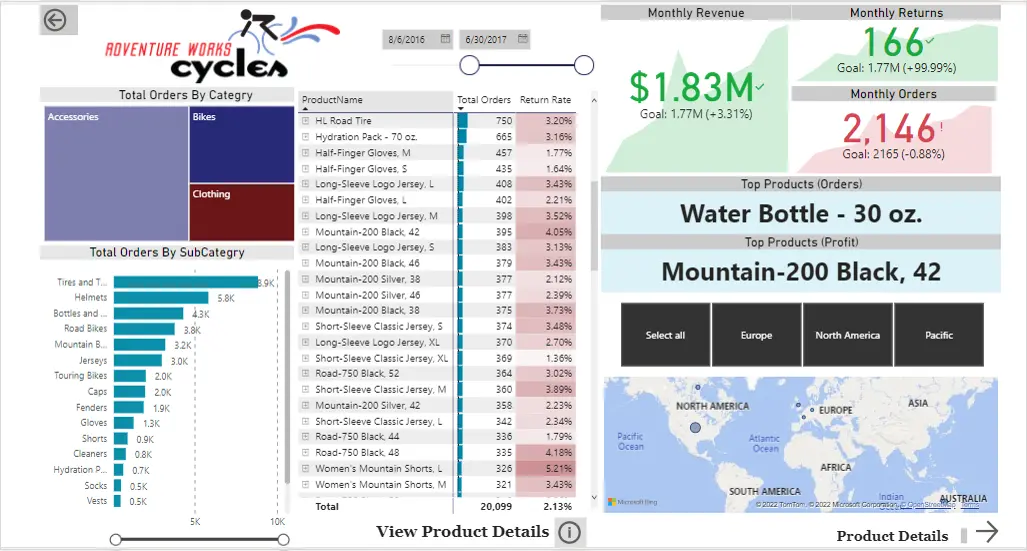 ADVENTURE WORKS
cycles
8/6/2016
6/30/2017
Total Orders By Categry
Accessories
Bikes
Clothing
Total Orders By SubCategry
Tires and T... 8.9K
Helmets 5.8K
Bottles and ... 4.3K
Road Bikes 3.8K
Mountain B... 3.2K
Jerseys 3.0K
Touring Bikes 2.0K
Caps 2.0K
Fenders 1.9K
Gloves 1.3K
Shorts 0.9K
Cleaners 0.8K
Hydration P... 0.7K
Socks 0.5K
Vests 0.5K
5K 10K
ProductName Total Orders Return Rate
HL Road Tire 750 3.20%
Hydration Pack - 70 oz. 665 3.16%
Half-Finger Gloves, M 457 1.77%
Half-Finger Gloves, S 435 1.64%
Long-Sleeve Logo Jersey, L 408 3.43%
Half-Finger Gloves, L 402 2.21%
Long-Sleeve Logo Jersey, M 398 3.52%
Mountain-200 Black, 42 395 4.05%
Long-Sleeve Logo Jersey, S 383 3.13%
Mountain-200 Black, 46 379 3.43%
Mountain-200 Silver, 38 377 2.12%
Mountain-200 Silver, 46 377 2.39%
Mountain-200 Black, 38 375 3.73%
Short-Sleeve Classic Jersey, S 374 3.48%
Long-Sleeve Logo Jersey, XL 370 2.70%
Short-Sleeve Classic Jersey, XL 369 1.36%
Road-750 Black, 52 364 3.02%
Short-Sleeve Classic Jersey, M 360 3.89%
Mountain-200 Silver, 42 358 2.23%
Short-Sleeve Classic Jersey, L 342 2.34%
Road-750 Black, 44 336 1.79%
Road-750 Black, 48 335 4.18%
Women's Mountain Shorts, L 326 5.21%
Women's Mountain Shorts, M 321 3.43%
Total 20,099 2.13%
View Product Details
Monthly Revenue
$1.83M
Goal: 1.77M (+3.31%)
Monthly Returns
166
Goal: 1.77M (+99.99%)
Monthly Orders
2,146!
Goal: 2165 (-0.88%)
Top Products (Orders)
Water Bottle - 30 oz.
Top Products (Profit)
Mountain-200 Black, 42
Select all
Europe
North America
Pacific
NORTH AMERICA
EUROPE
ASIA
Pacific
Ocean
Atlantic
Ocean
AFRICA
SOUTH AMERICA
Indian
AUSTRALIA
Microsoft Bing
© 2022 TomTom, © 2022 Microsoft Corporation, © OpenStreetMap Terms
Product Details